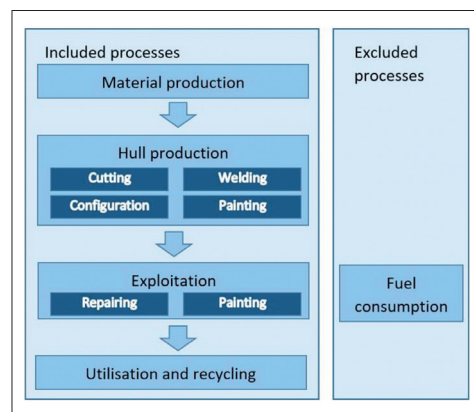 Included processes
Material production
Hull production
Cutting
Welding
Configuration
Painting
Exploitation
Repairing
Painting
Utilisation and recycling
Excluded
processes
Fuel
consumption